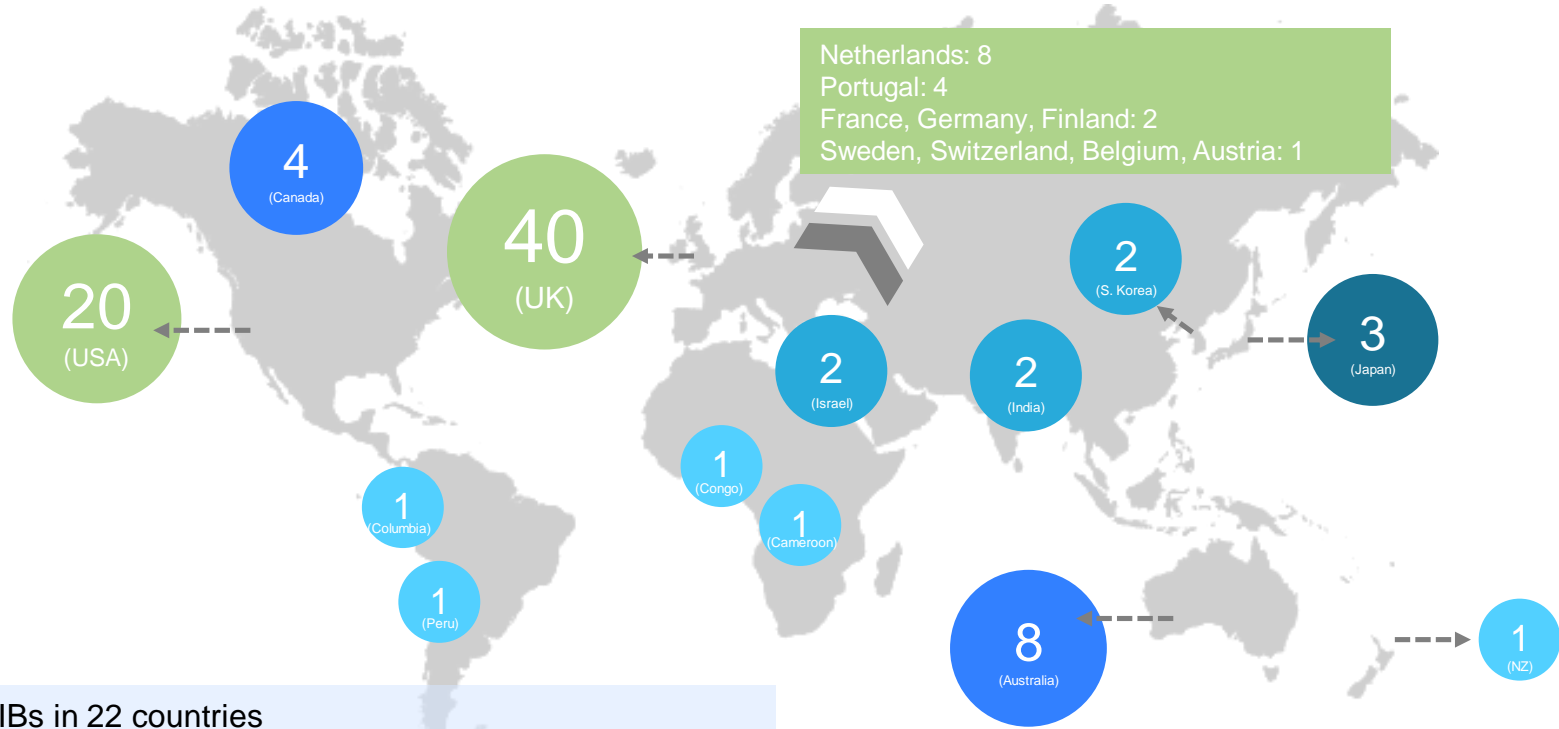 Netherlands: 8
Portugal: 4
France, Germany, Finland: 2
Sweden, Switzerland, Belgium, Austria: 1
4
(Canada)
40
(UK)
20
(USA)
2
(S. Korea)
3
(Japan)
2
(Israel)
2
(India)
1
(Congo)
1
(Columbia)
1
(Cameroon)
1
(Peru)
8
(Australia)
1
(NZ)
IBs in 22 countries